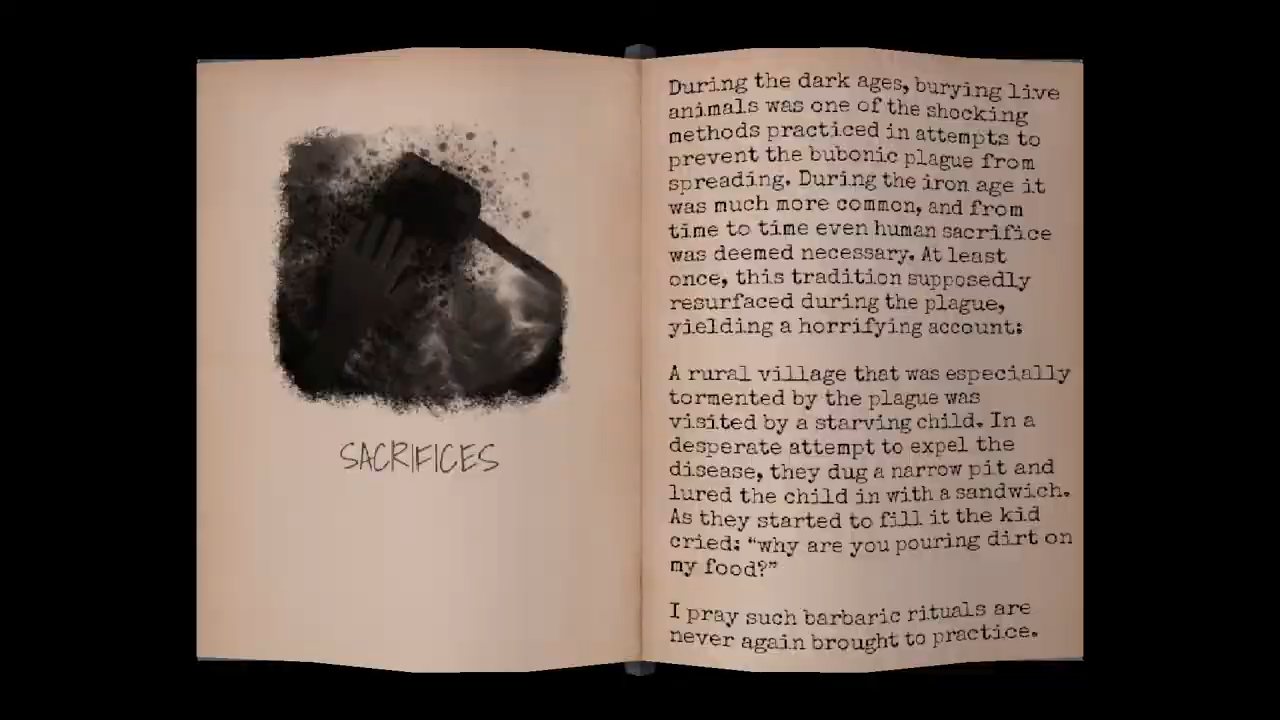 SACRIFICES
During the dark ages, burying live
animals was one of the shocking
methods practiced in attempts to
prevent the bubonic plague from
spreading. During the iron age it
was much more common, and from
time to time even human sacrifice
was deemed necessary. At least
once, this tradition supposedly
resurfaced during the plague,
yielding a horrifying account:
A rural village that was especially
tormented by the plague was
visited by a starving child. In a
desperate attempt to expel the
disease, they dug a narrow pit and
lured the child in with a sandwich.
As they started to fill it the kid
cried: “why are you pouring dirt on
my food?”
I pray such barbaric rituals are
never again brought to practice.